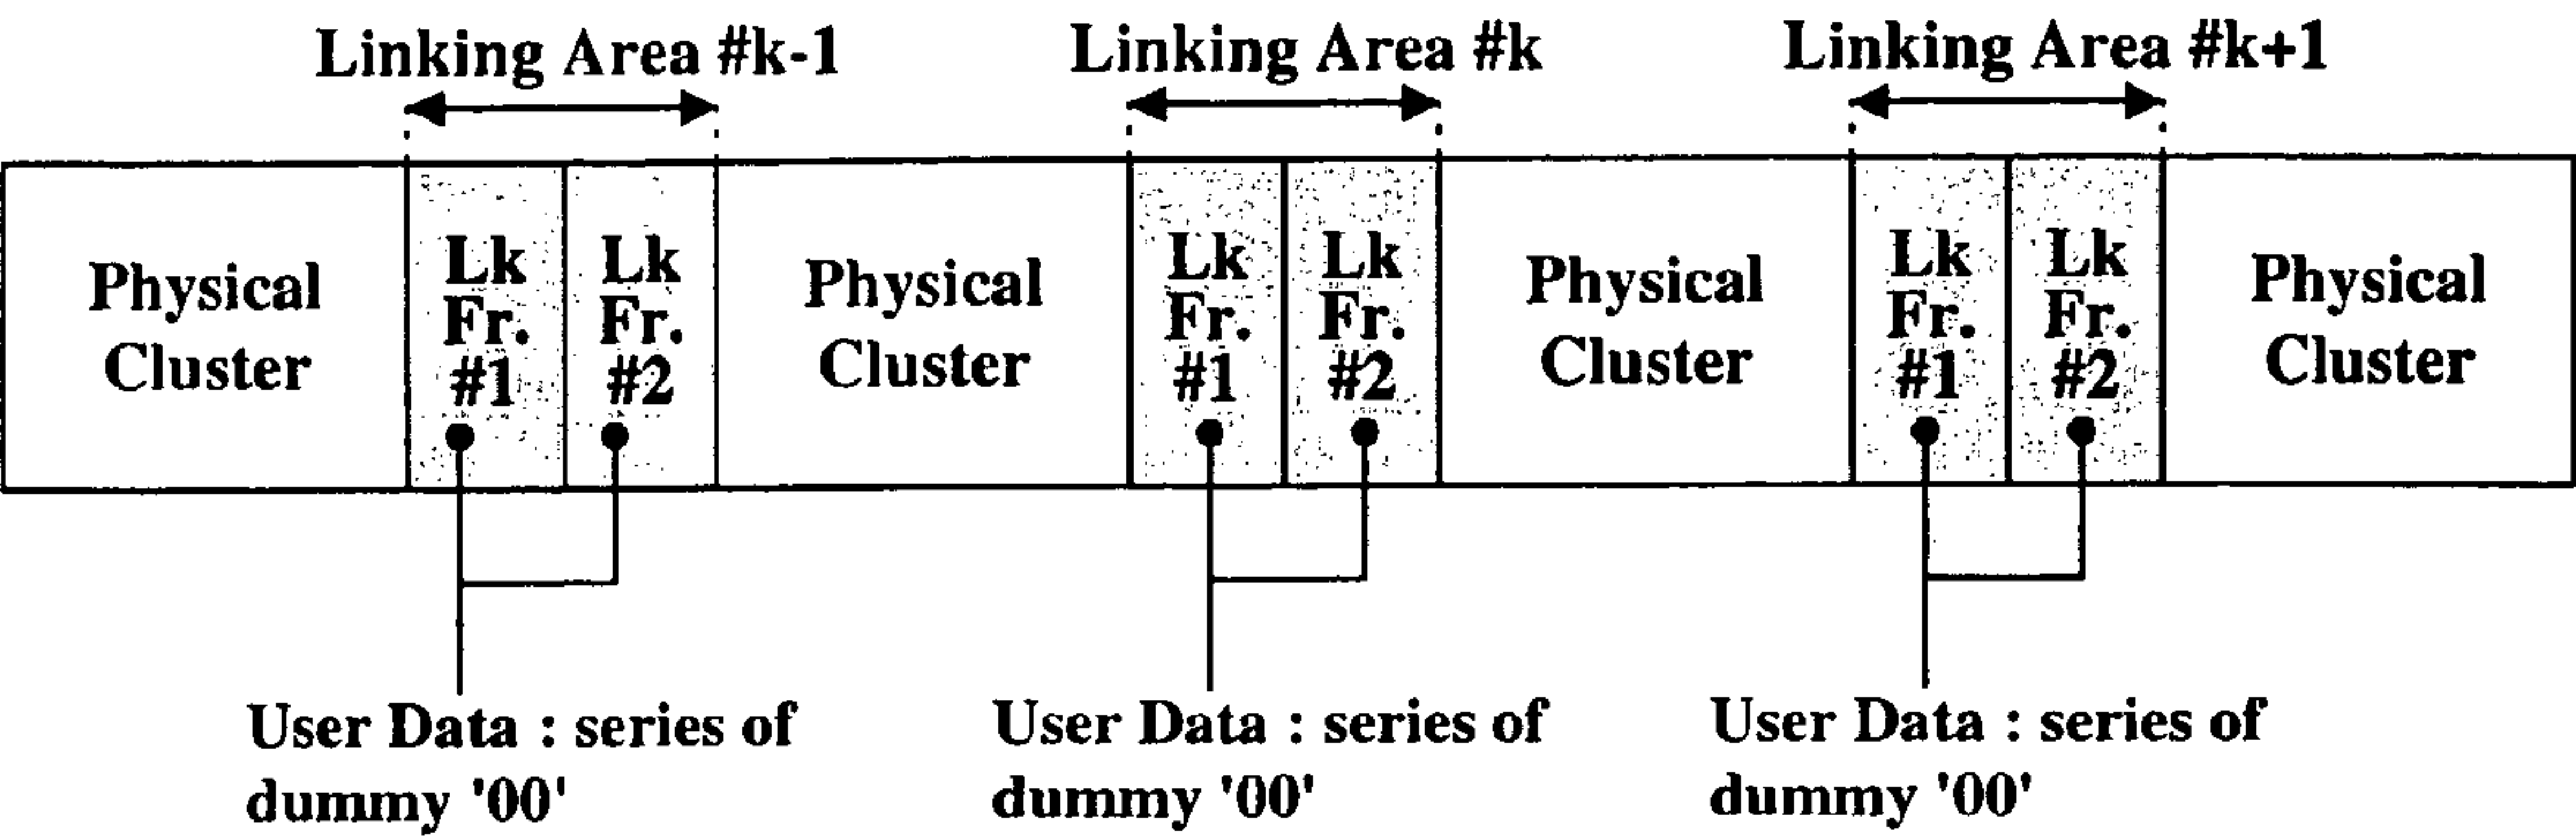 Linking Area #k-1
Linking Area #k
Linking Area #k+1
Physical
Cluster
Lk
Fr.
#1
Lk
Fr.
#2
Physical
Cluster
Lk
Fr.
#1
Lk
Fr.
#2
Physical
Cluster
Lk
Fr.
#1
Lk
Fr.
#2
Physical
Cluster
User Data : series of
dummy '00'
User Data : series of
dummy '00'
User Data : series of
dummy '00'